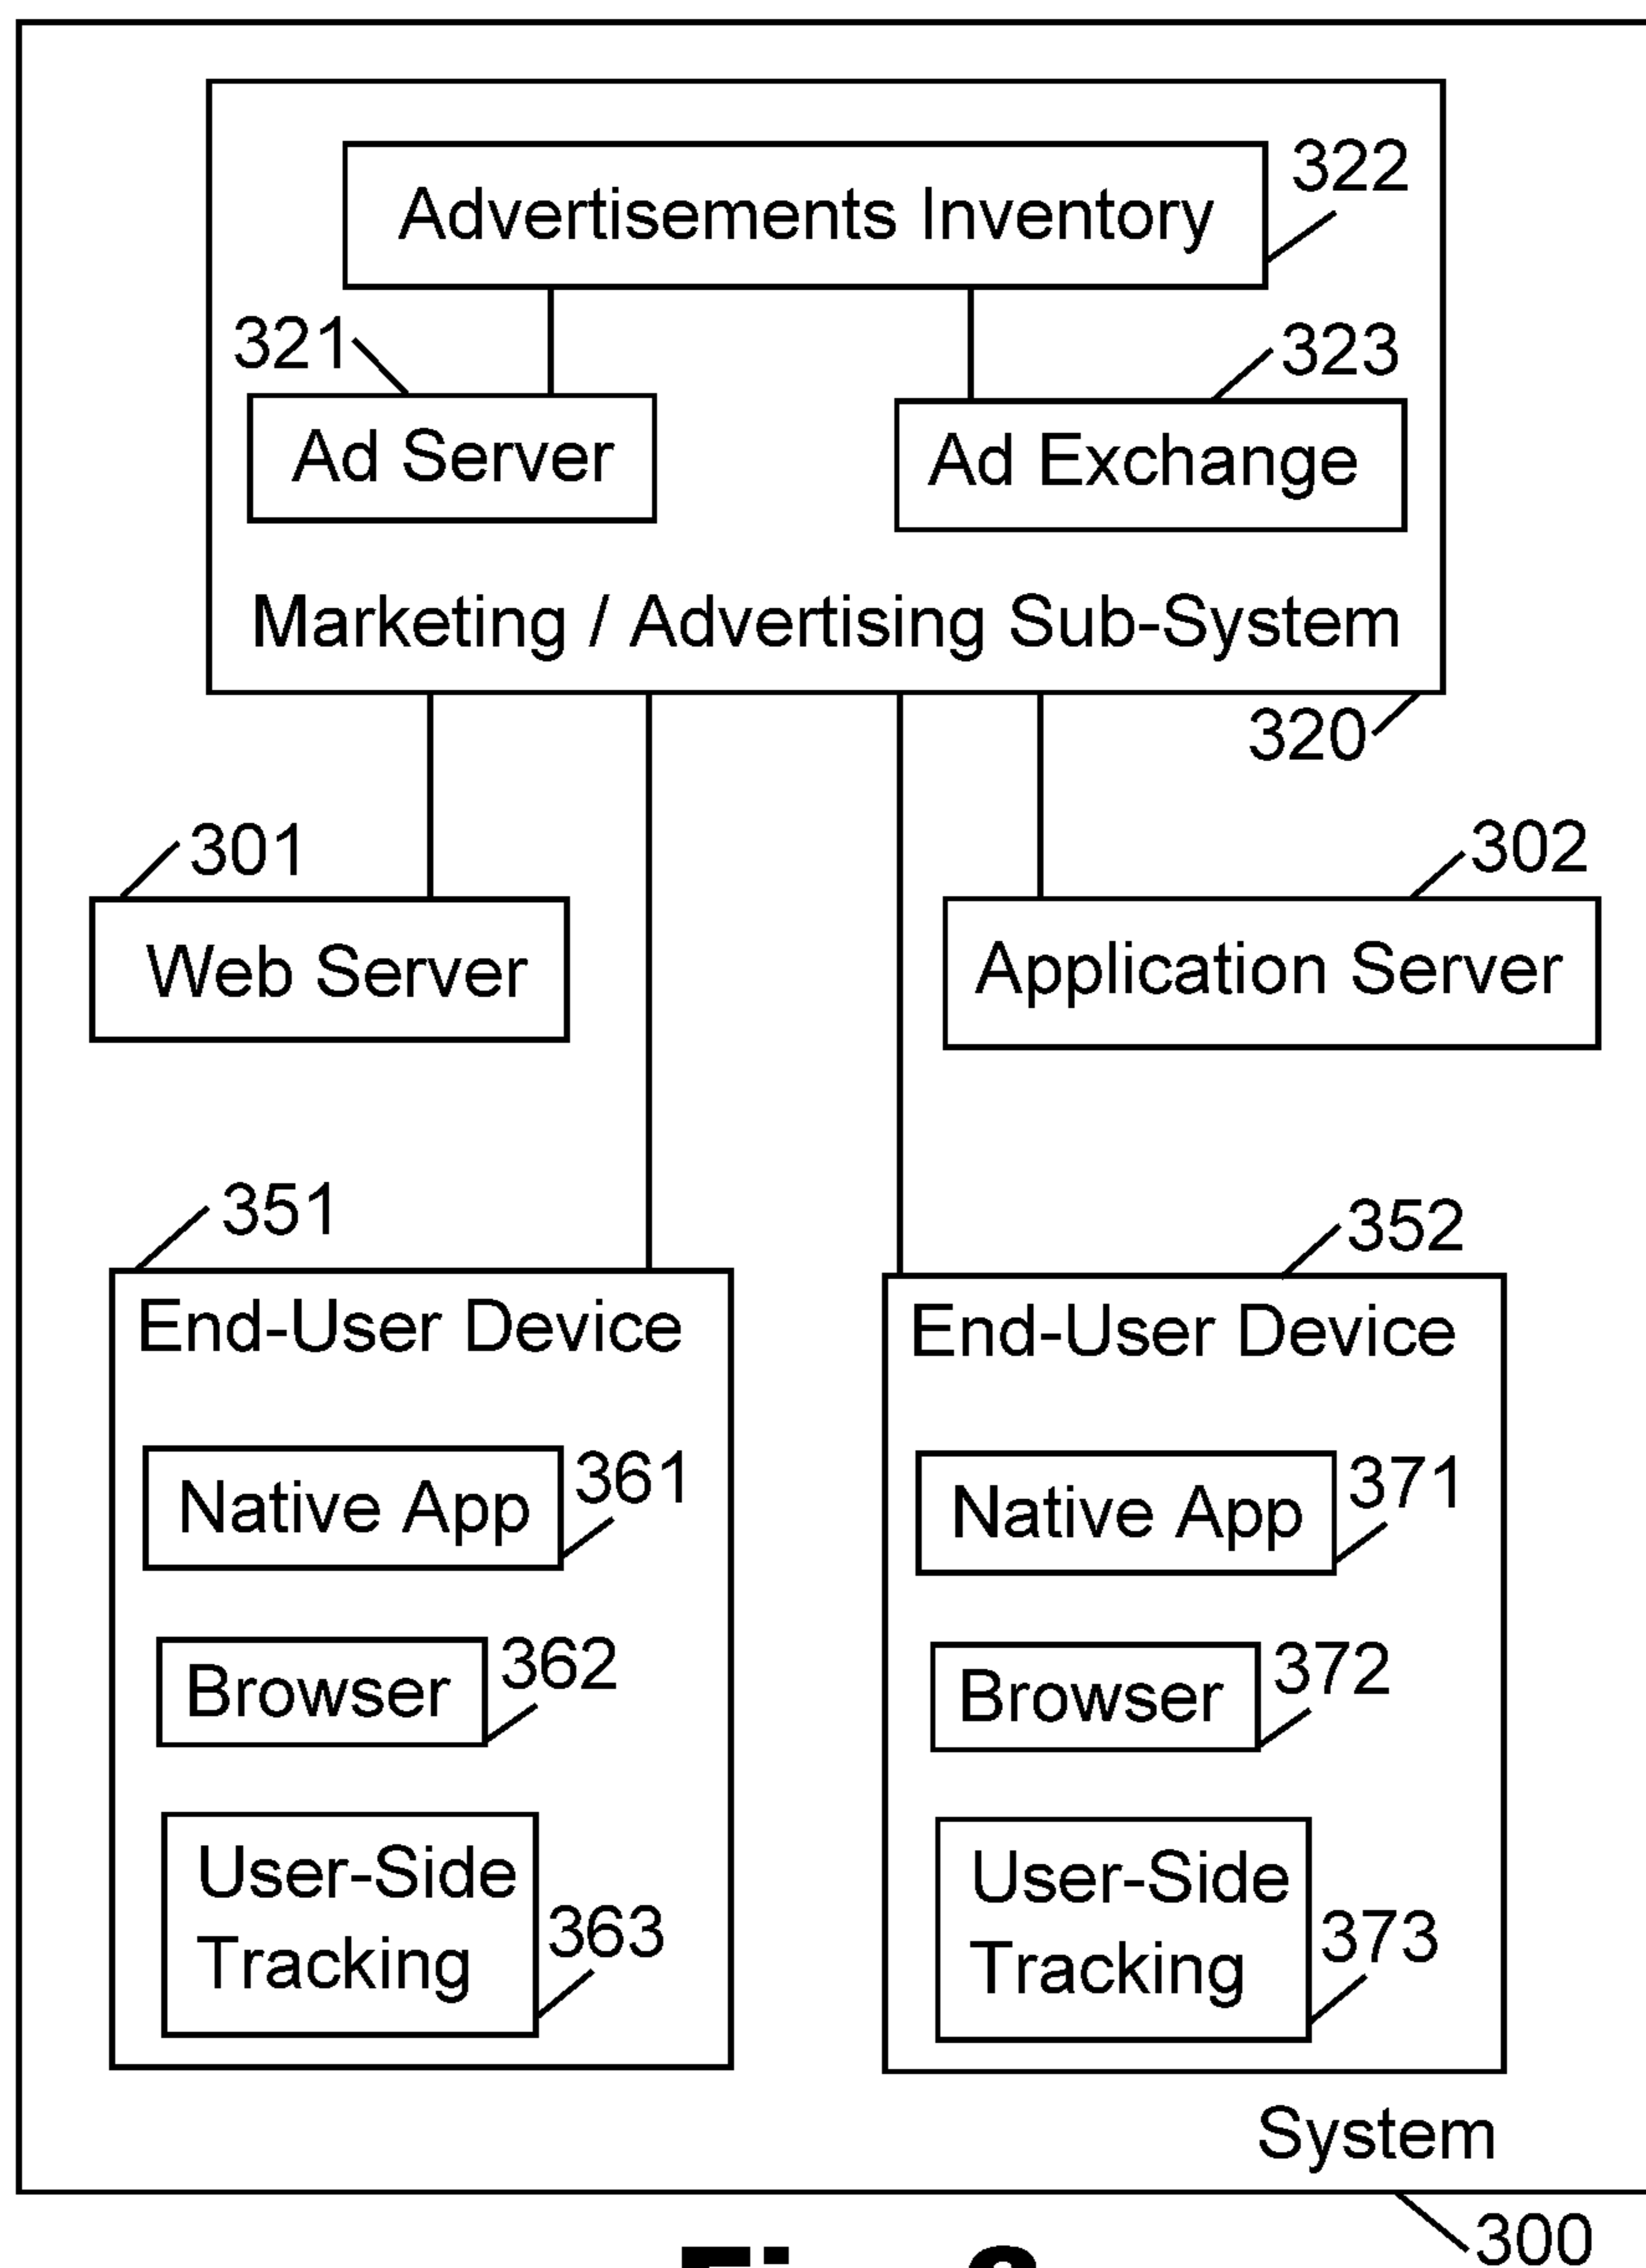 322
Advertisements Inventory
321
323
Ad Server
Ad Exchange
Marketing / Advertising Sub-System
320
301
302
Web Server
Application Server
351
352
End-User Device
End-User Device
361
371
Native App
Native App
362
372
Browser
Browser
User-Side
User-Side
363
373
Tracking
Tracking
System
300